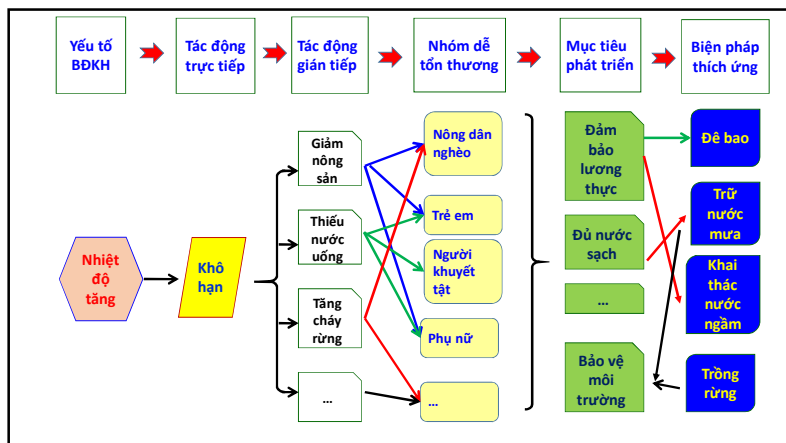 Yếu tố
BĐKH
Tác động
trực tiếp
Tác động
gián tiếp
Nhóm dễ
tổn thương
Mục tiêu
phát triển
Biện pháp
thích ứng
Nhiệt
độ
tăng
Khô
hạn
Giảm
nông
sản
Thiếu
nước
uống
Tăng
cháy
rừng
...
Nông dân
nghèo
Trẻ em
Người
khuyết
tật
Phụ nữ
...
Đảm
bảo
lương
thực
Đủ nước
sạch
...
Bảo vệ
môi
trường
Đê bao
Trữ
nước
mưa
Khai
thác
nước
ngầm
Trồng
rừng